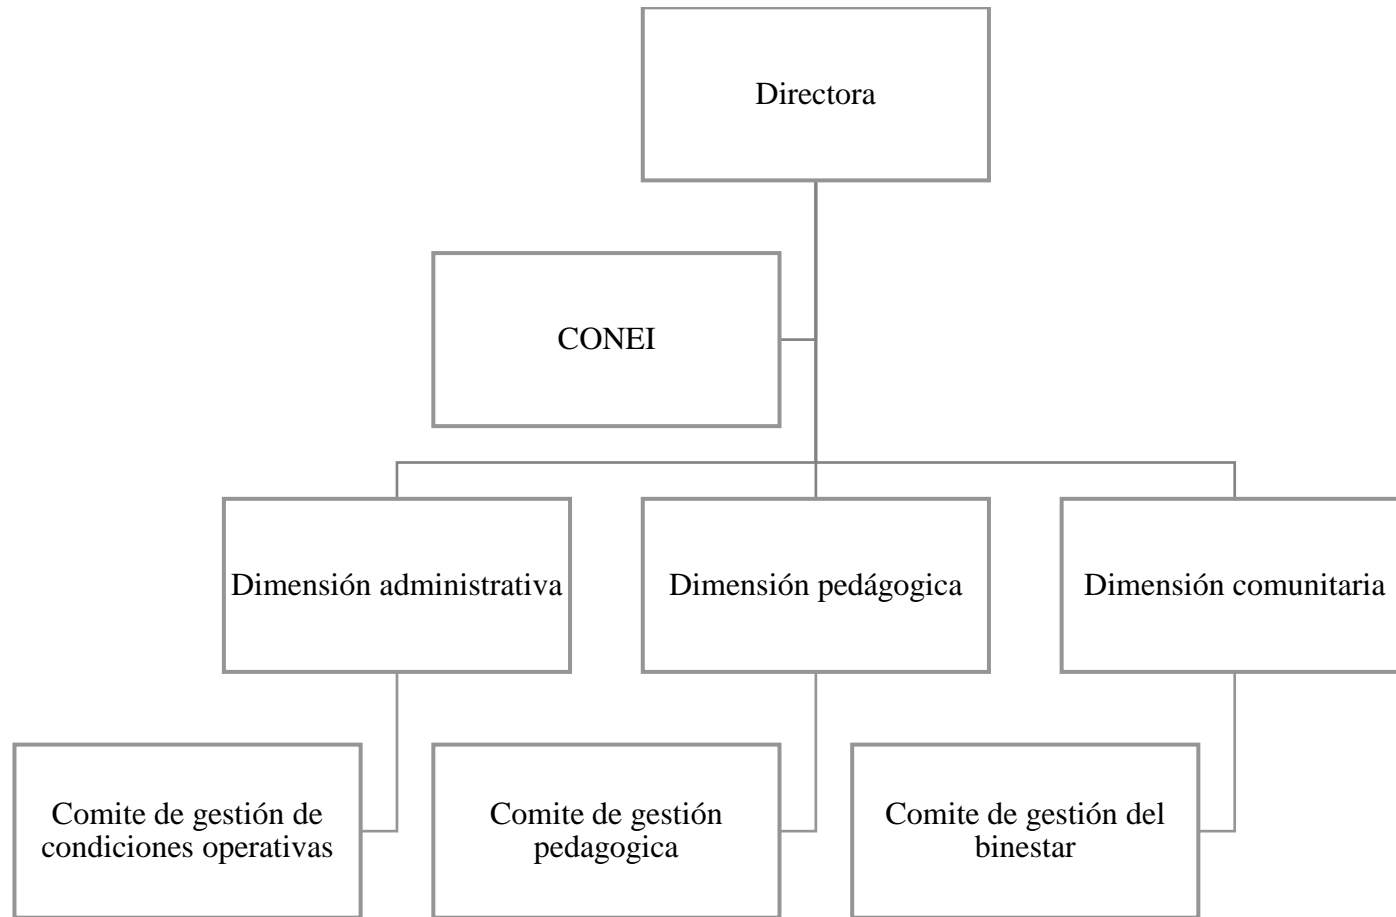 Directora
CONEI
Dimensión administrativa
Dimensión pedágogica
Dimensión comunitaria
Comite de gestión de
condiciones operativas
Comite de gestión
pedagogica
Comite de gestión del
binestar